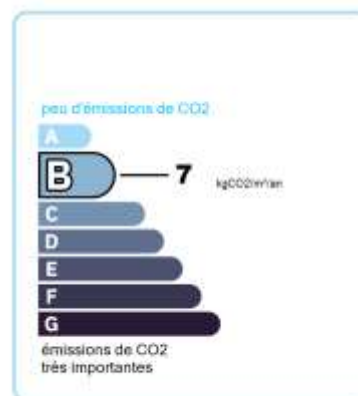 peu d'émissions de CO2
A
B 7 kgCO2/m²/an
C
D
E
F
G
émissions de CO2
très importantes